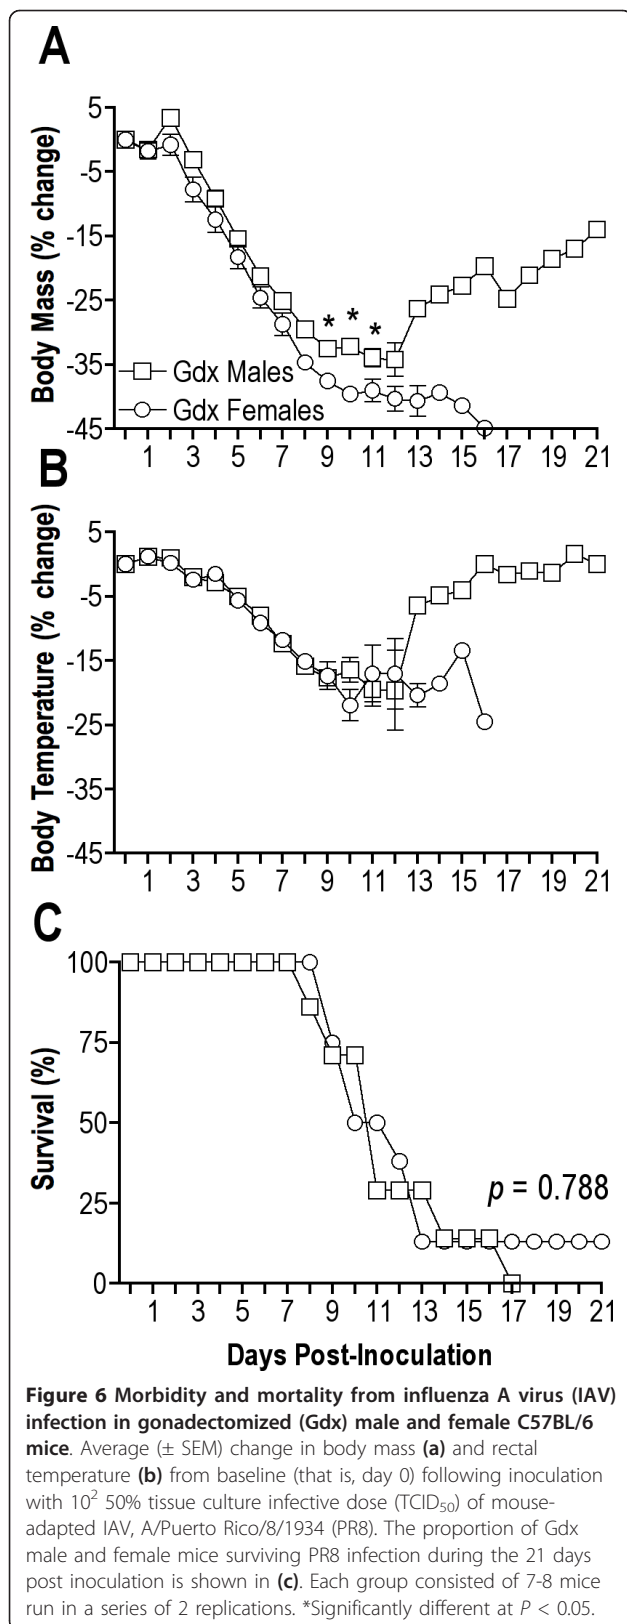 A
5
-5
-15
-25
-35
-45
Body Mass (% change)
* * *
Gdx Males
Gdx Females
1 3 5 7 9 11 13 15 17 19 21
B
5
-5
-15
-25
-35
-45
Body Temperature (% change)
1 3 5 7 9 11 13 15 17 19 21
C
100
75
50
25
0
Survival (%)
p = 0.788
1 3 5 7 9 11 13 15 17 19 21
Days Post-Inoculation
Figure 6 Morbidity and mortality from influenza A virus (IAV)
infection in gonadectomized (Gdx) male and female C57BL/6
mice. Average (± SEM) change in body mass (a) and rectal
temperature (b) from baseline (that is, day 0) following inoculation
with 10² 50% tissue culture infective dose (TCID₅₀) of mouse-
adapted IAV, A/Puerto Rico/8/1934 (PR8). The proportion of Gdx
male and female mice surviving PR8 infection during the 21 days
post inoculation is shown in (c). Each group consisted of 7-8 mice
run in a series of 2 replications. *Significantly different at P < 0.05.